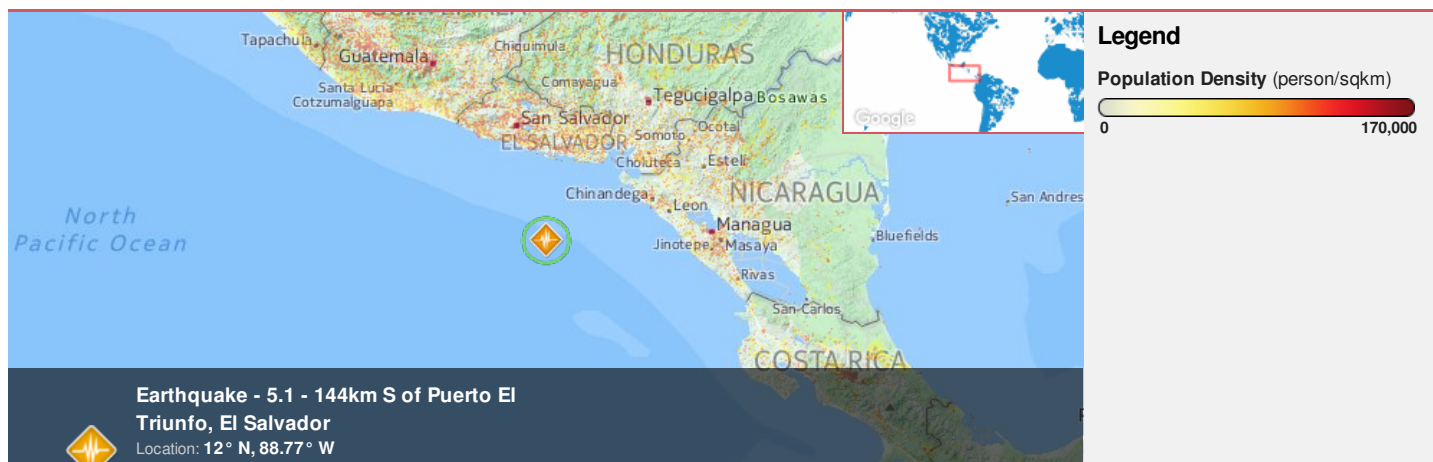 GUATEMALA
Tapachula
Guatemala
Chiquimula
HONDURAS
Comayagua
Santa Lucia
Cotzumalguapa
Tegucigalpa
Bosawas
San Salvador
Ocotal
Somoto
EL SALVADOR
Choluteca
Esteli
Chinandega
NICARAGUA
Leon
San Andres
North
Pacific Ocean
Managua
Bluefields
Jinotepe
Masaya
Rivas
San-Carlos
COSTA RICA
Google
Earthquake - 5.1 - 144km S of Puerto El
Triunfo, El Salvador
Location: 12° N, 88.77° W
Legend
Population Density (person/sqkm)
0
170,000